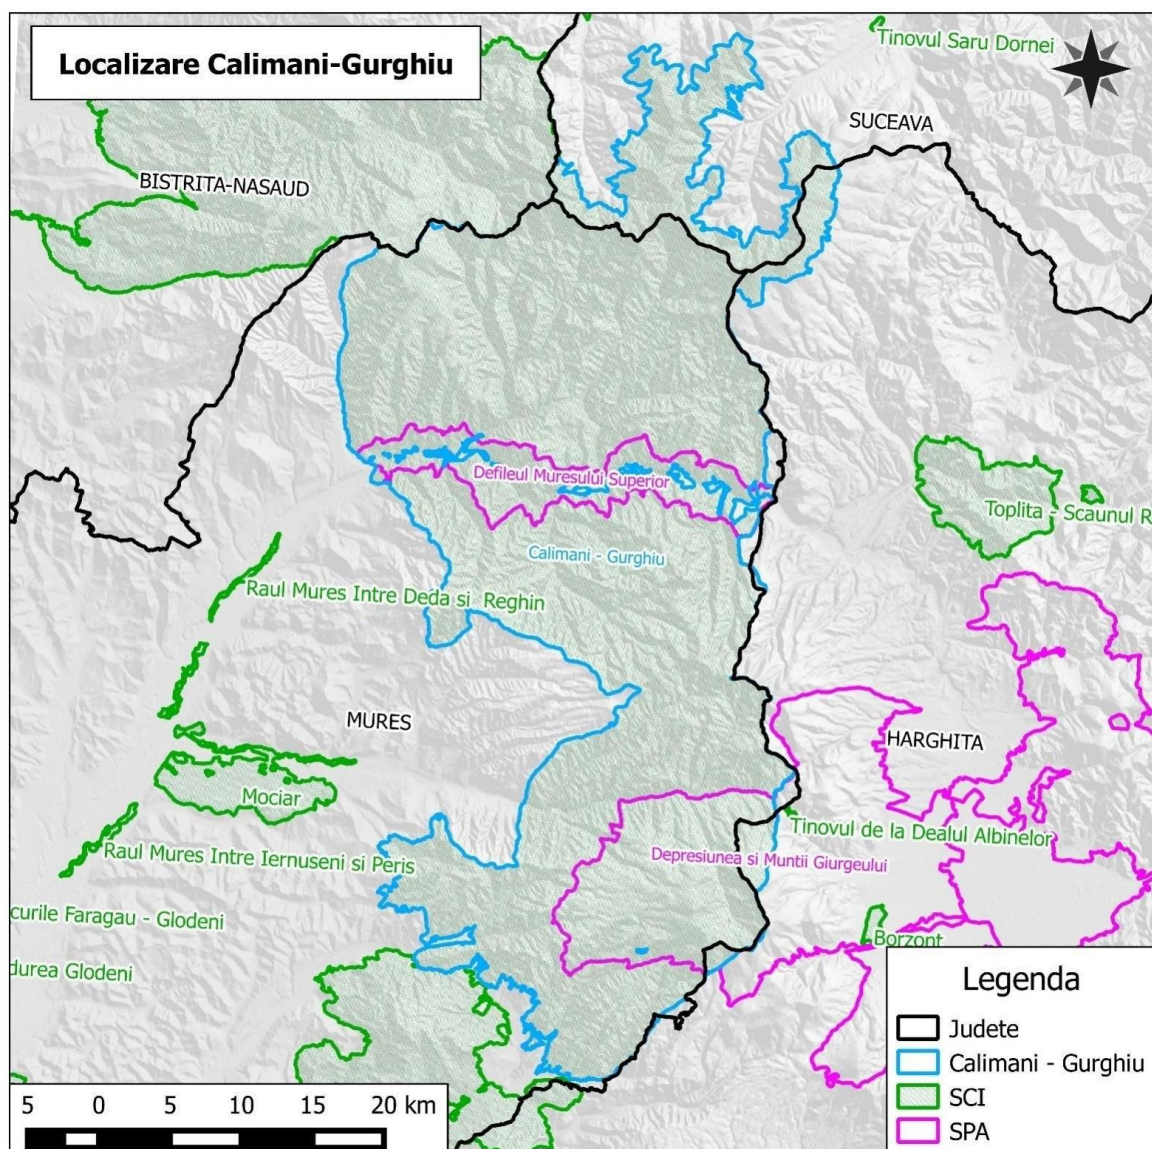 Localizare Calimani-Gurghiu
Tinovul Saru Dornei
SUCEAVA
BISTRITA-NASAUD
Defileul Muresului Superior
Toplita - Scaunul R
Calimani - Gurghiu
Raul Mures Intre Deda si Reghin
MURES
HARGHITA
Mociar
Tinovul de la Dealul Albinelor
Raul Mures Intre Iernuseni si Peris
Depresiunea si Muntii Giurgeului
curile Faragau - Glodeni
Borzont
durea Glodeni
Legenda
Judete
Calimani - Gurghiu
SCI
SPA
5 0 5 10 15 20 km